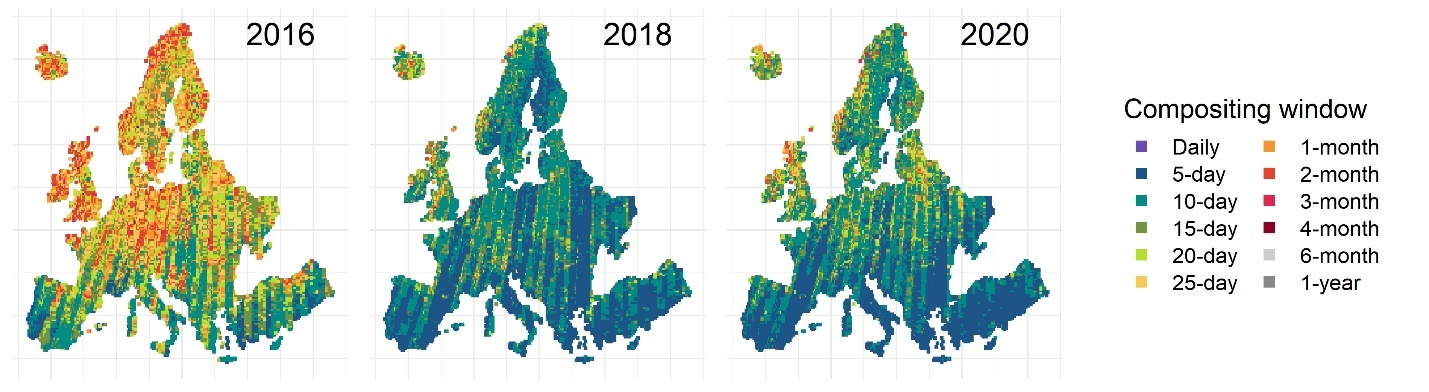 2016
2018
2020
Compositing window
Daily
1-month
5-day
2-month
10-day
3-month
15-day
4-month
20-day
6-month
25-day
1-year